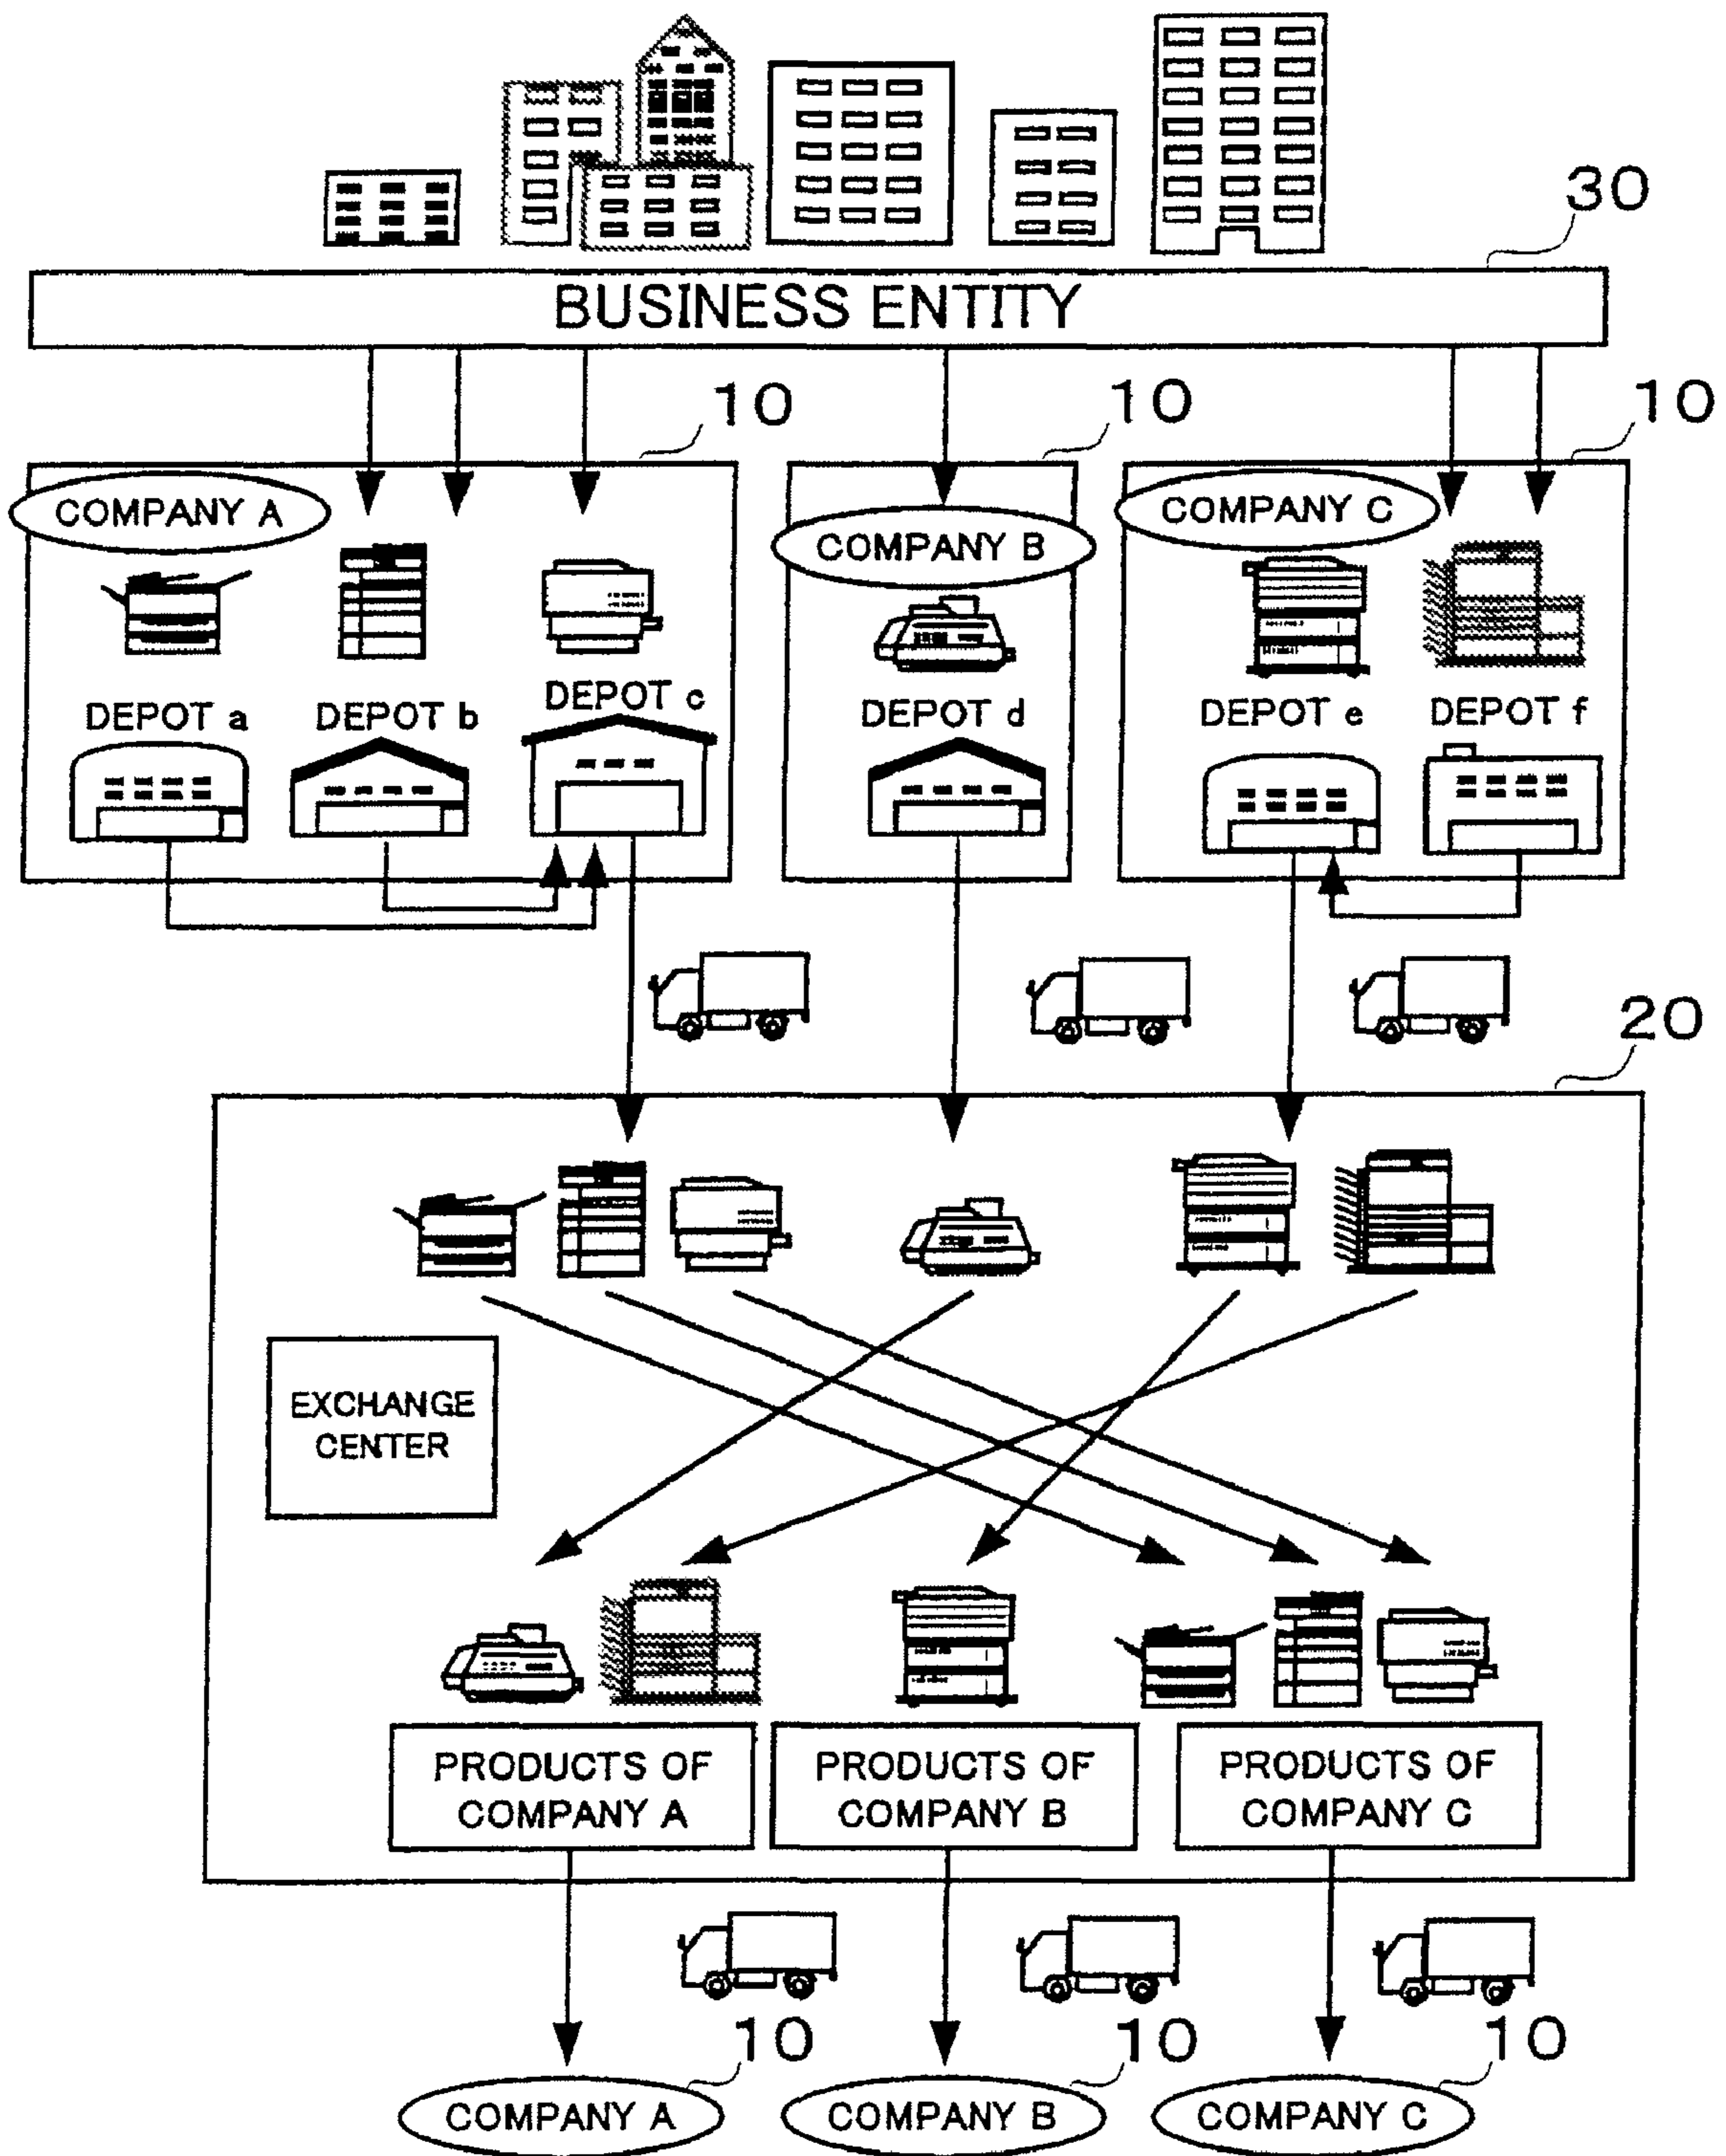 30
BUSINESS ENTITY
10
10
10
COMPANY A
COMPANY B
COMPANY C
DEPOT a
DEPOT b
DEPOT c
DEPOT d
DEPOT e
DEPOT f
20
EXCHANGE
CENTER
PRODUCTS OF
COMPANY A
PRODUCTS OF
COMPANY B
PRODUCTS OF
COMPANY C
10
10
10
COMPANY A
COMPANY B
COMPANY C